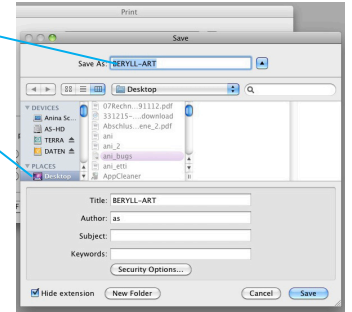 Print
Save
Save As: BERYLL-ART
Desktop
DEVICES
Anina Sc...
AS-HD
TERRA
DATEN
PLACES
Desktop
07Rechn...91112.pdf
331215-....download
Abschlus...ene_2.pdf
ani
ani_2
ani_bugs
ani_etti
AppCleaner
Title: BERYLL-ART
Author: as
Subject:
Keywords:
Security Options...
Hide extension
New Folder
Cancel
Save